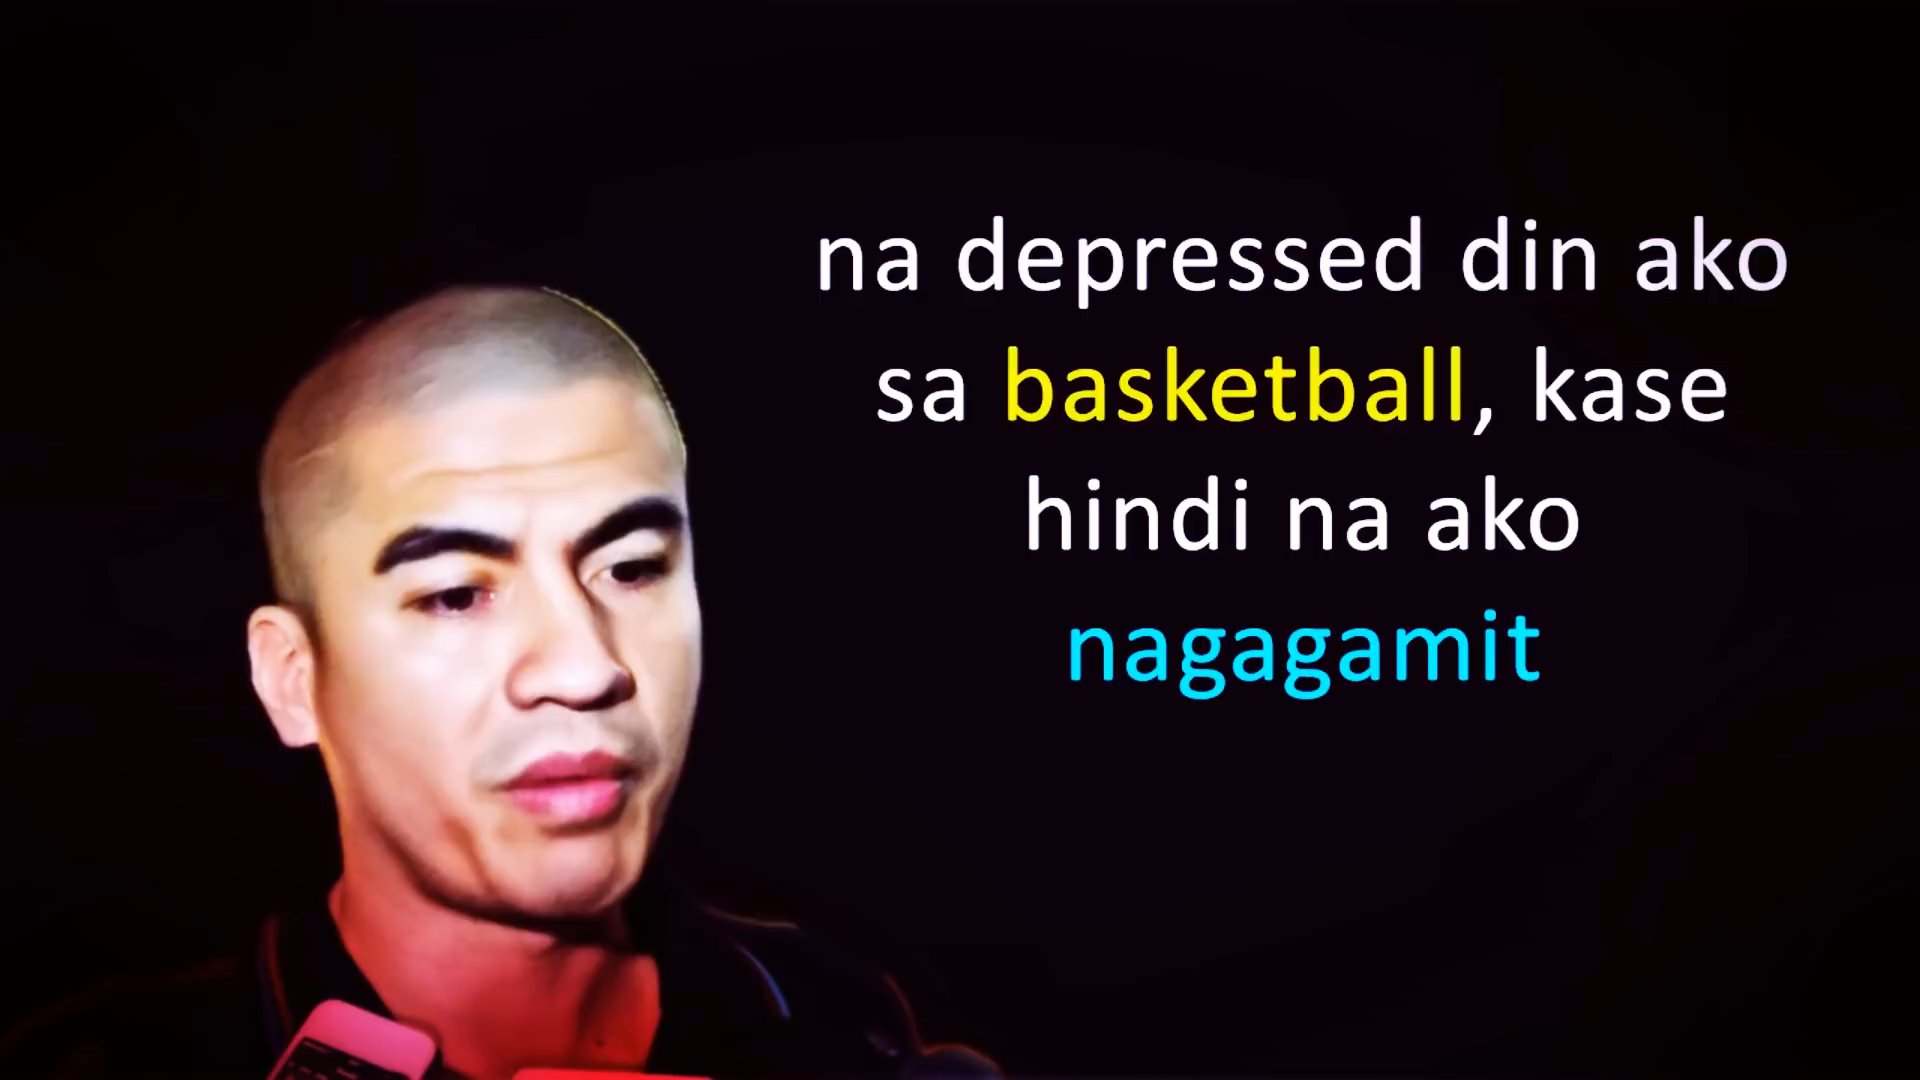 na depressed din ako
sa basketball, kase
hindi na ako
nagagamit